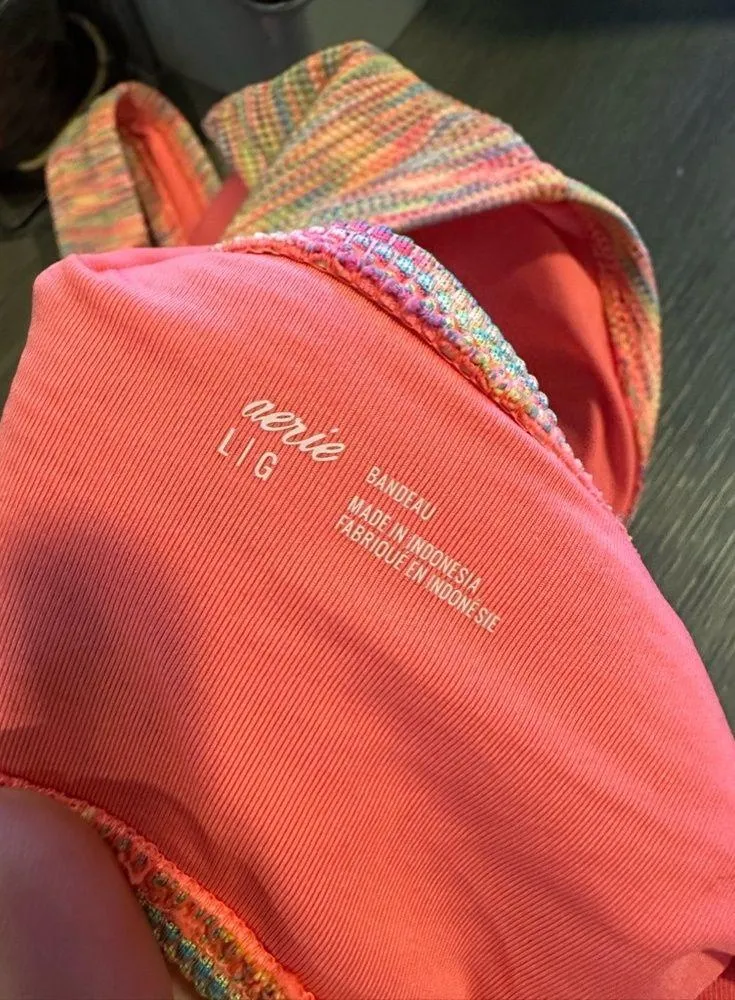 aerie
L | G
BANDEAU
MADE IN INDONESIA
FABRIQUÉ EN INDONÉSIE